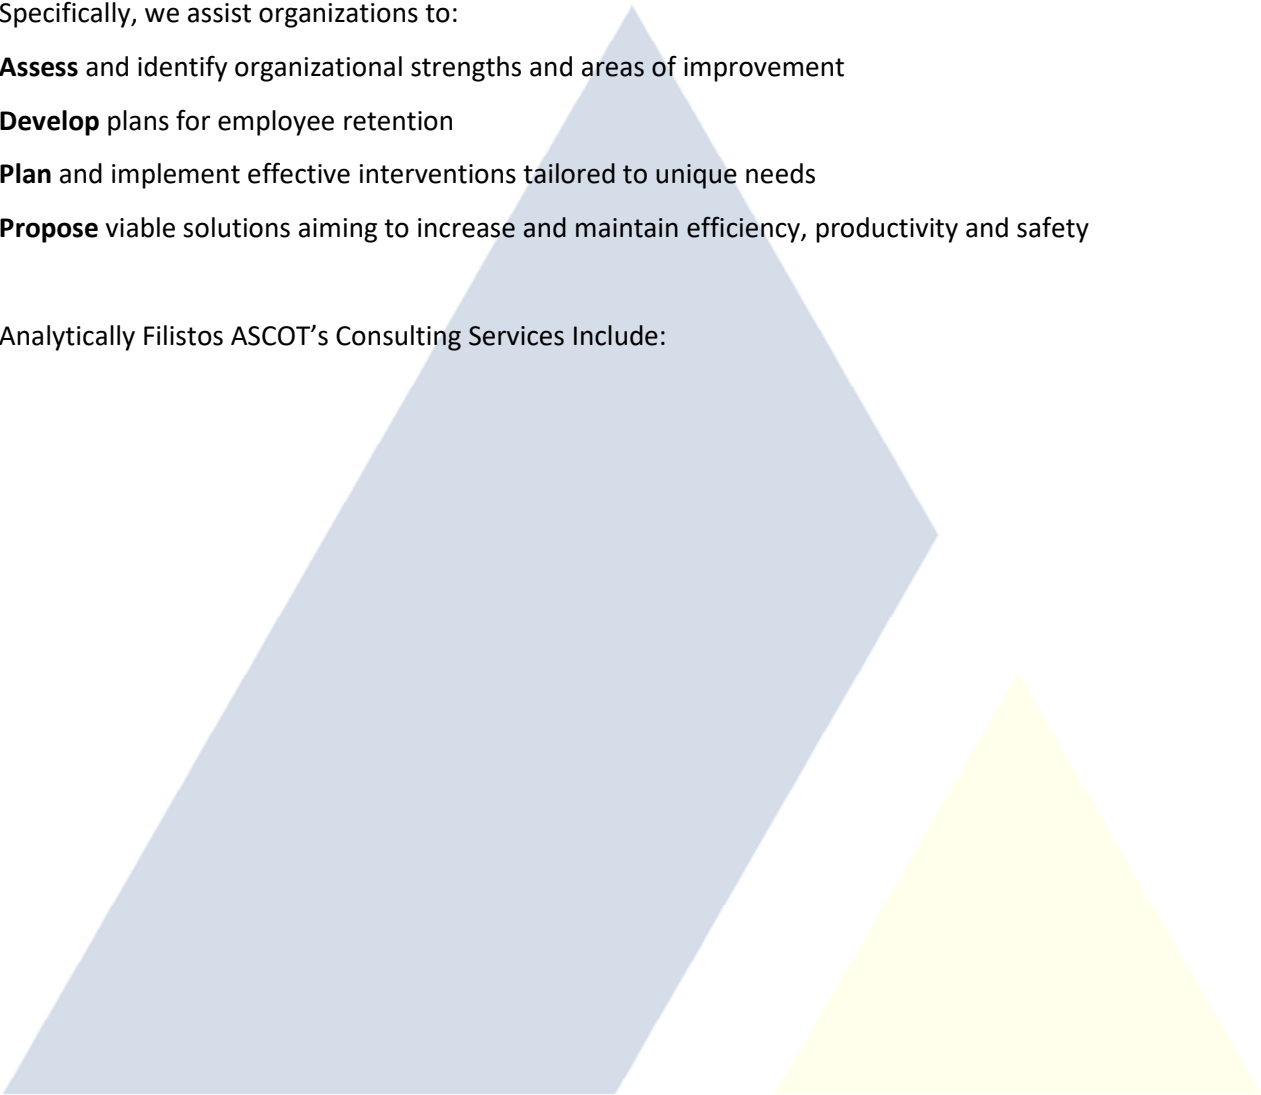 Specifically, we assist organizations to:
Assess and identify organizational strengths and areas of improvement
Develop plans for employee retention
Plan and implement effective interventions tailored to unique needs
Propose viable solutions aiming to increase and maintain efficiency, productivity and safety
Analytically Filistos ASCOT’s Consulting Services Include: